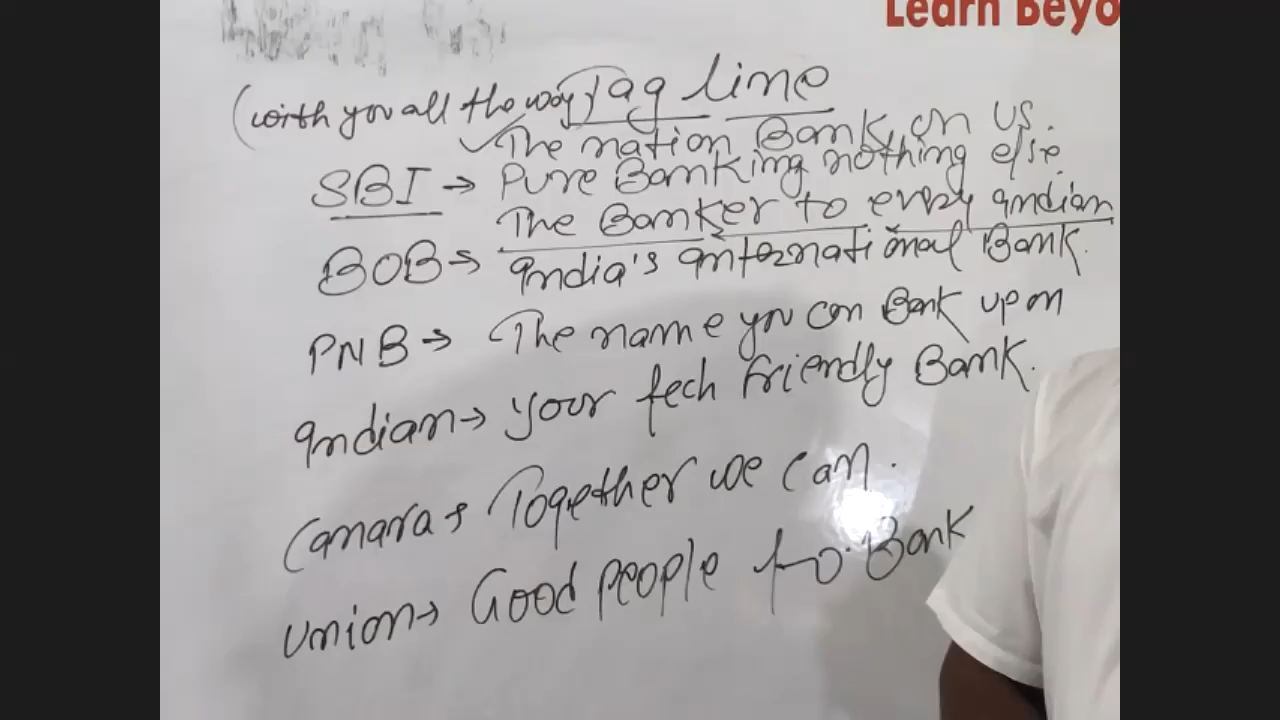 Learn Beyo
(with you all the way) Tag line
The nation Bank on us.
SBI → Pure Banking nothing else.
The Banker to every Indian
BOB → India's International Bank.
PNB → The name you can Bank upon
Indian → your tech friendly Bank.
Canara → Together we can.
Union → Good people to Bank